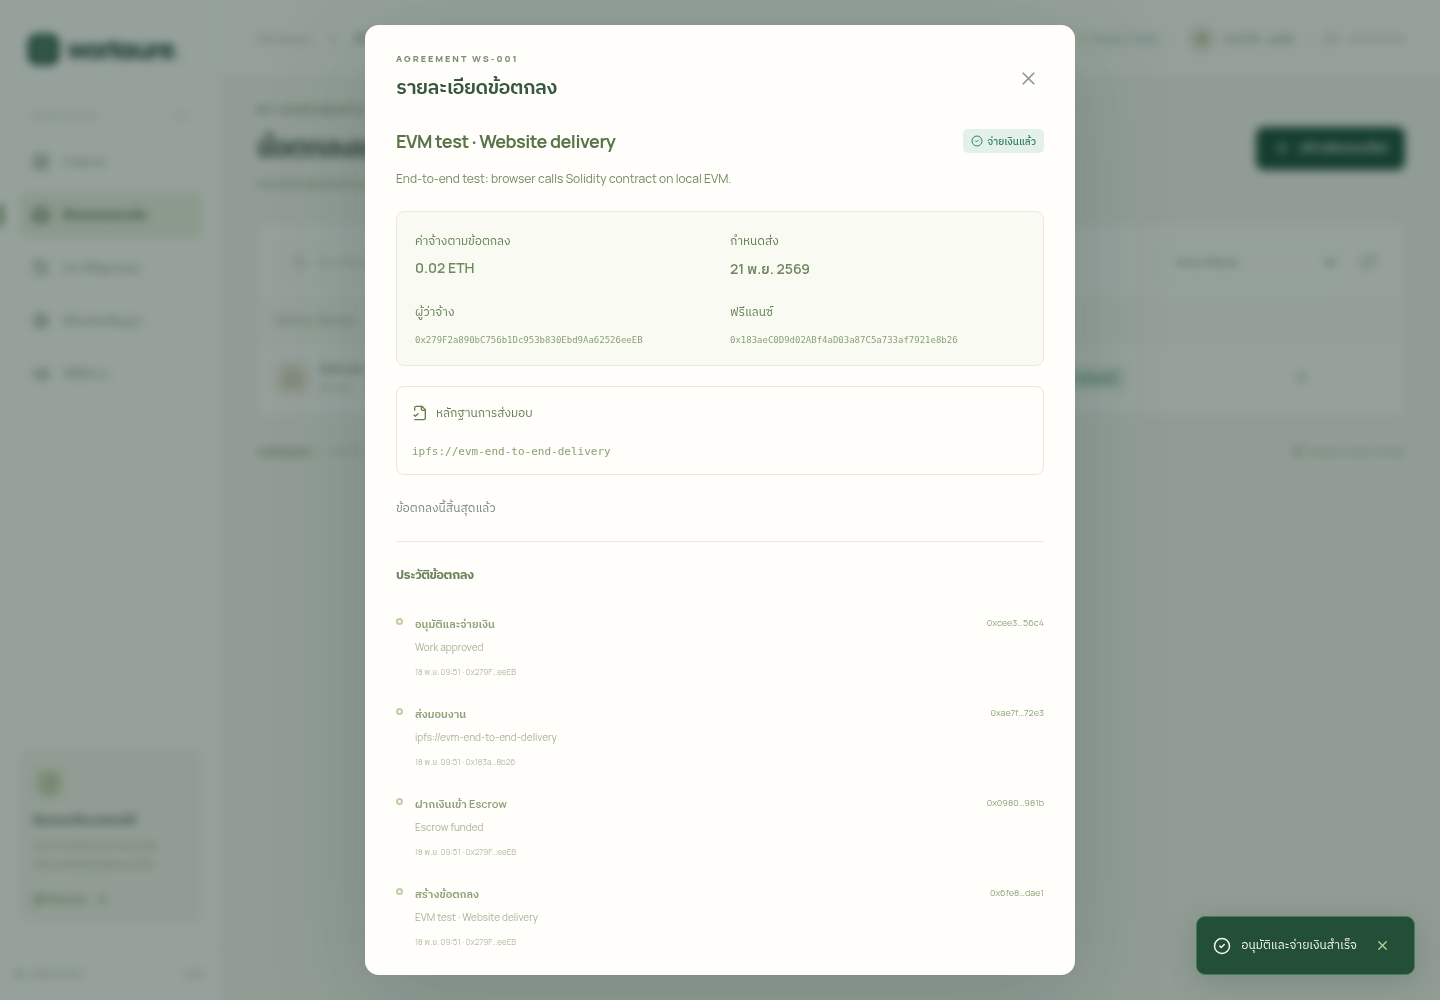 workaure
AGREEMENT WS-001
รายละเอียดข้อตกลง
EVM test · Website delivery
จ่ายเงินแล้ว
End-to-end test: browser calls Solidity contract on local EVM.
ค่าจ้างตามข้อตกลง
กำหนดส่ง
0.02 ETH
21 พ.ย. 2569
ผู้ว่าจ้าง
ฟรีแลนซ์
0x279F2a890bC756b1Dc953b830Ebd9Aa62526eeEB
0x183aeC0D9d02ABf4aD03a87C5a733af7921e8b26
หลักฐานการส่งมอบ
ipfs://evm-end-to-end-delivery
ข้อตกลงนี้สิ้นสุดแล้ว
ประวัติข้อตกลง
อนุมัติและจ่ายเงิน
0xcee3…56c4
Work approved
18 พ.ย. 09:51 · 0x279F…eeEB
ส่งมอบงาน
0xae7f…72e3
ipfs://evm-end-to-end-delivery
18 พ.ย. 09:51 · 0x183a…8b26
ฝากเงินเข้า Escrow
0x0980…981b
Escrow funded
18 พ.ย. 09:51 · 0x279F…eeEB
สร้างข้อตกลง
0x6fe8…dae1
EVM test · Website delivery
18 พ.ย. 09:51 · 0x279F…eeEB
อนุมัติและจ่ายเงินสำเร็จ